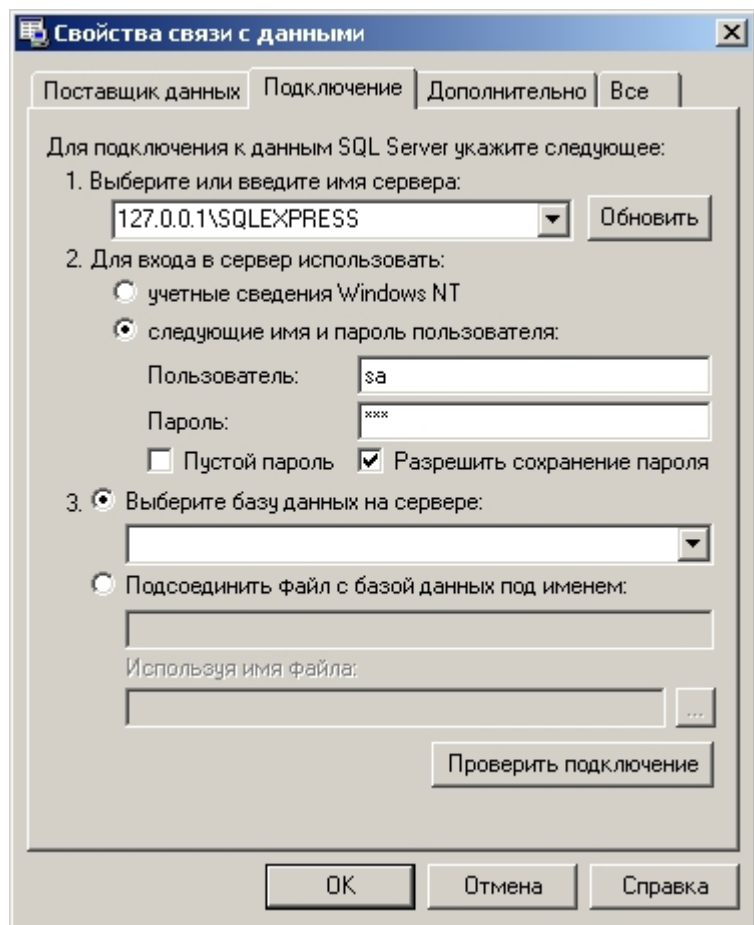 Свойства связи с данными
Поставщик данных Подключение Дополнительно Все
Для подключения к данным SQL Server укажите следующее:
1. Выберите или введите имя сервера:
127.0.0.1\SQLEXPRESS Обновить
2. Для входа в сервер использовать:
учетные сведения Windows NT
следующие имя и пароль пользователя:
Пользователь: sa
Пароль: ***
Пустой пароль Разрешить сохранение пароля
3. Выберите базу данных на сервере:
Подсоединить файл с базой данных под именем:
Используя имя файла:
...
Проверить подключение
OK Отмена Справка